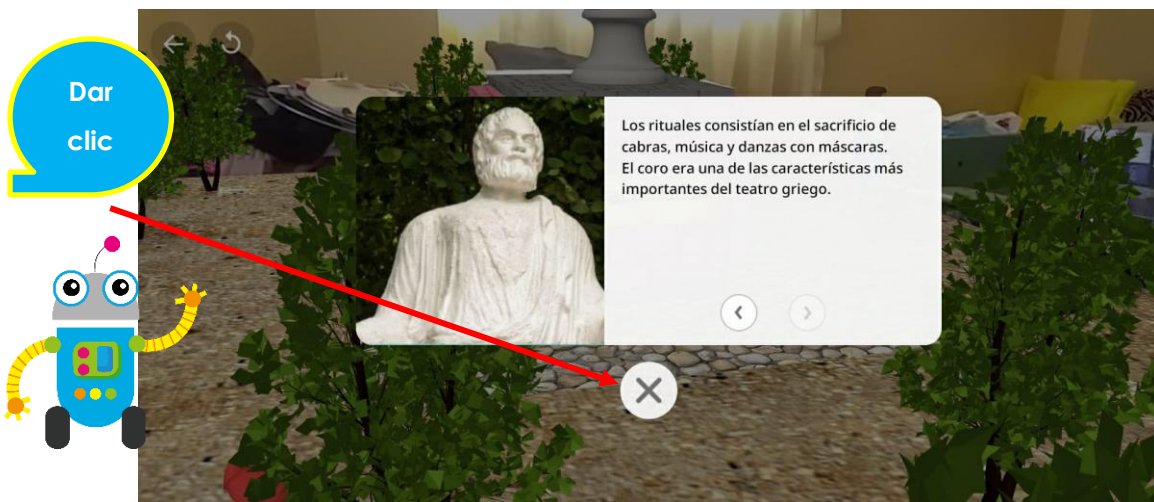 Dar
clic
Los rituales consistían en el sacrificio de
cabras, música y danzas con máscaras.
El coro era una de las características más
importantes del teatro griego.